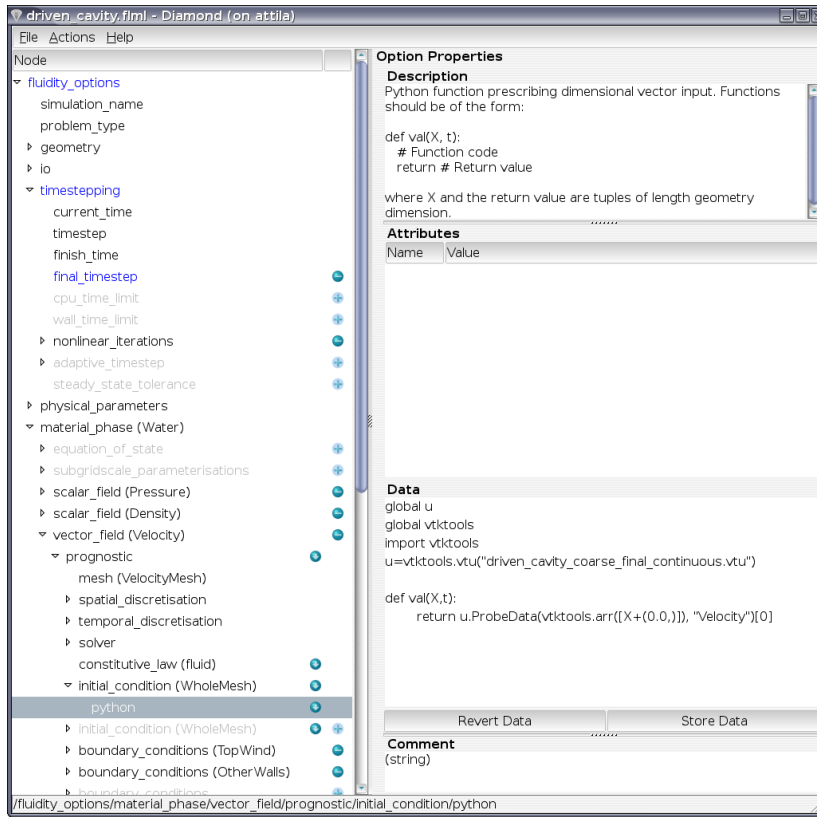 driven_cavity.flml - Diamond (on attila)
File Actions Help
Node
fluidity_options
simulation_name
problem_type
geometry
io
timestepping
current_time
timestep
finish_time
final_timestep
cpu_time_limit
wall_time_limit
nonlinear_iterations
adaptive_timestep
steady_state_tolerance
physical_parameters
material_phase (Water)
equation_of_state
subgridscale_parameterisations
scalar_field (Pressure)
scalar_field (Density)
vector_field (Velocity)
prognostic
mesh (VelocityMesh)
spatial_discretisation
temporal_discretisation
solver
constitutive_law (fluid)
initial_condition (WholeMesh)
python
initial_condition (WholeMesh)
boundary_conditions (TopWind)
boundary_conditions (OtherWalls)
boundary_conditions
Option Properties
Description
Python function prescribing dimensional vector input. Functions
should be of the form:
def val(X, t):
# Function code
return # Return value
where X and the return value are tuples of length geometry
dimension.
Attributes
Name Value
Data
global u
global vtktools
import vtktools
u=vtktools.vtu("driven_cavity_coarse_final_continuous.vtu")
def val(X,t):
return u.ProbeData(vtktools.arr([X+(0.0,)]), "Velocity")[0]
Revert Data Store Data
Comment
(string)
/fluidity_options/material_phase/vector_field/prognostic/initial_condition/python